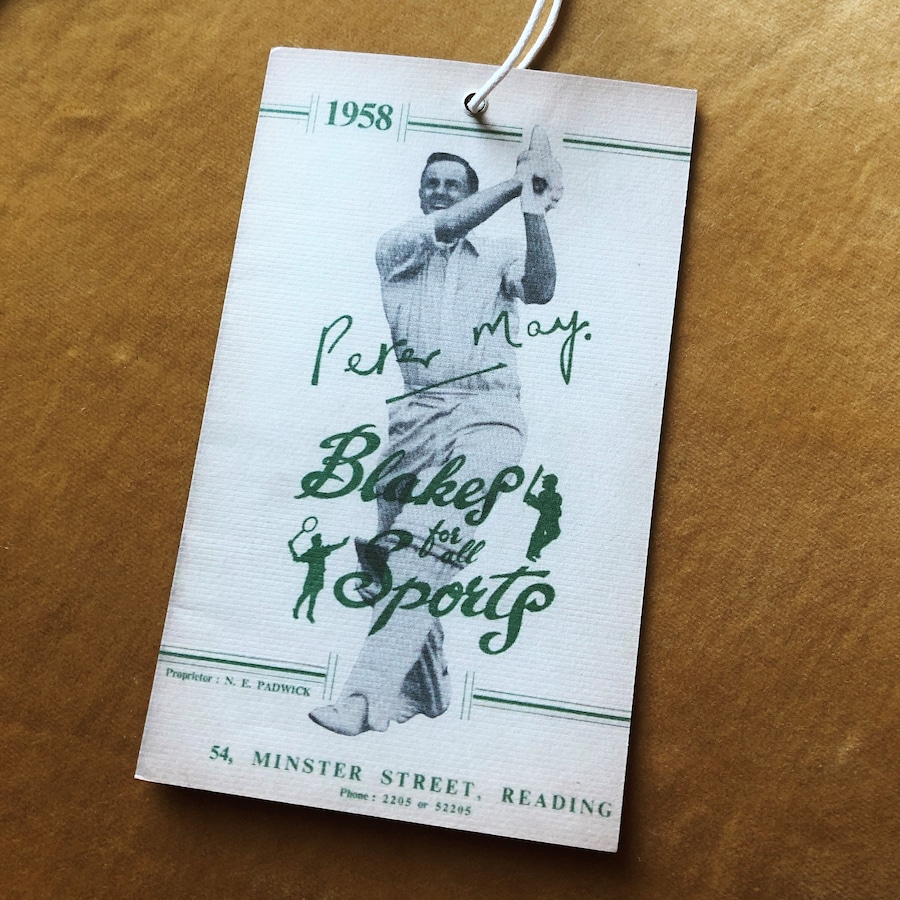 1958
Peter May.
Blakes
for
all
Sports
Proprietor : N. E. PADWICK
54, MINSTER STREET, READING
Phone : 2205 or 52205